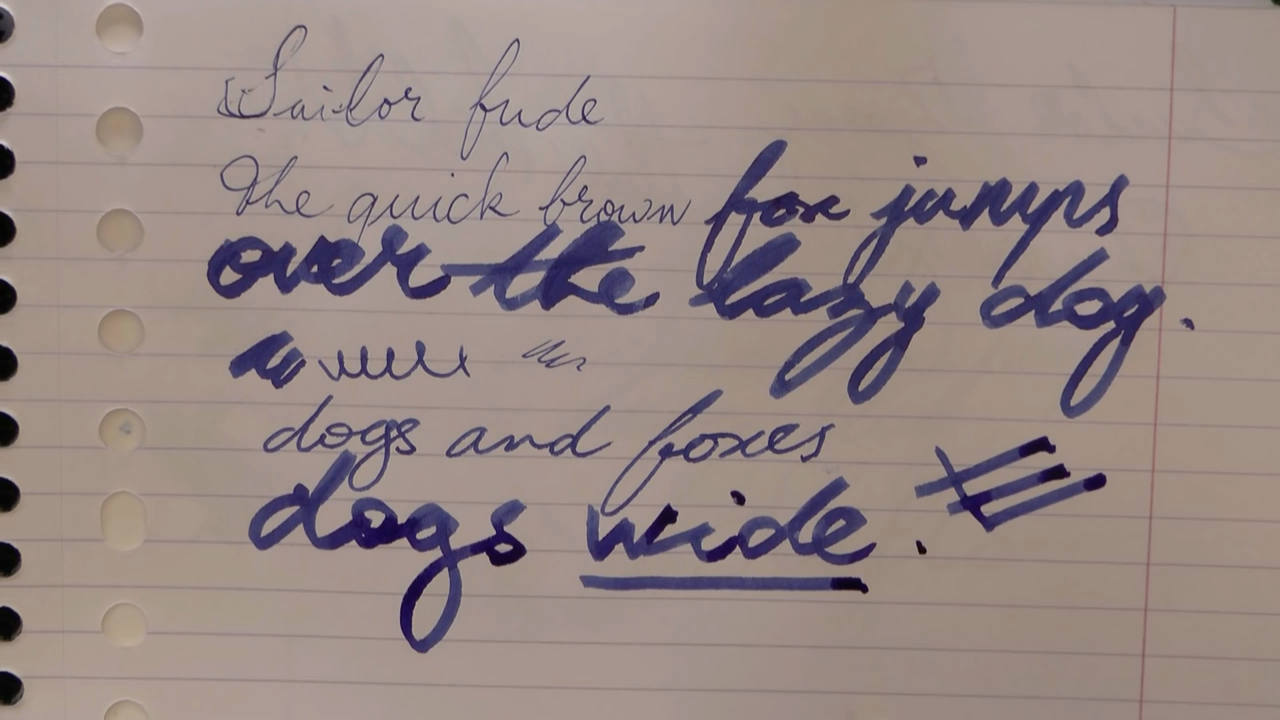 Sailor fude
The quick brown fox jumps
over the lazy dog.
dogs and foxes
dogs wide.